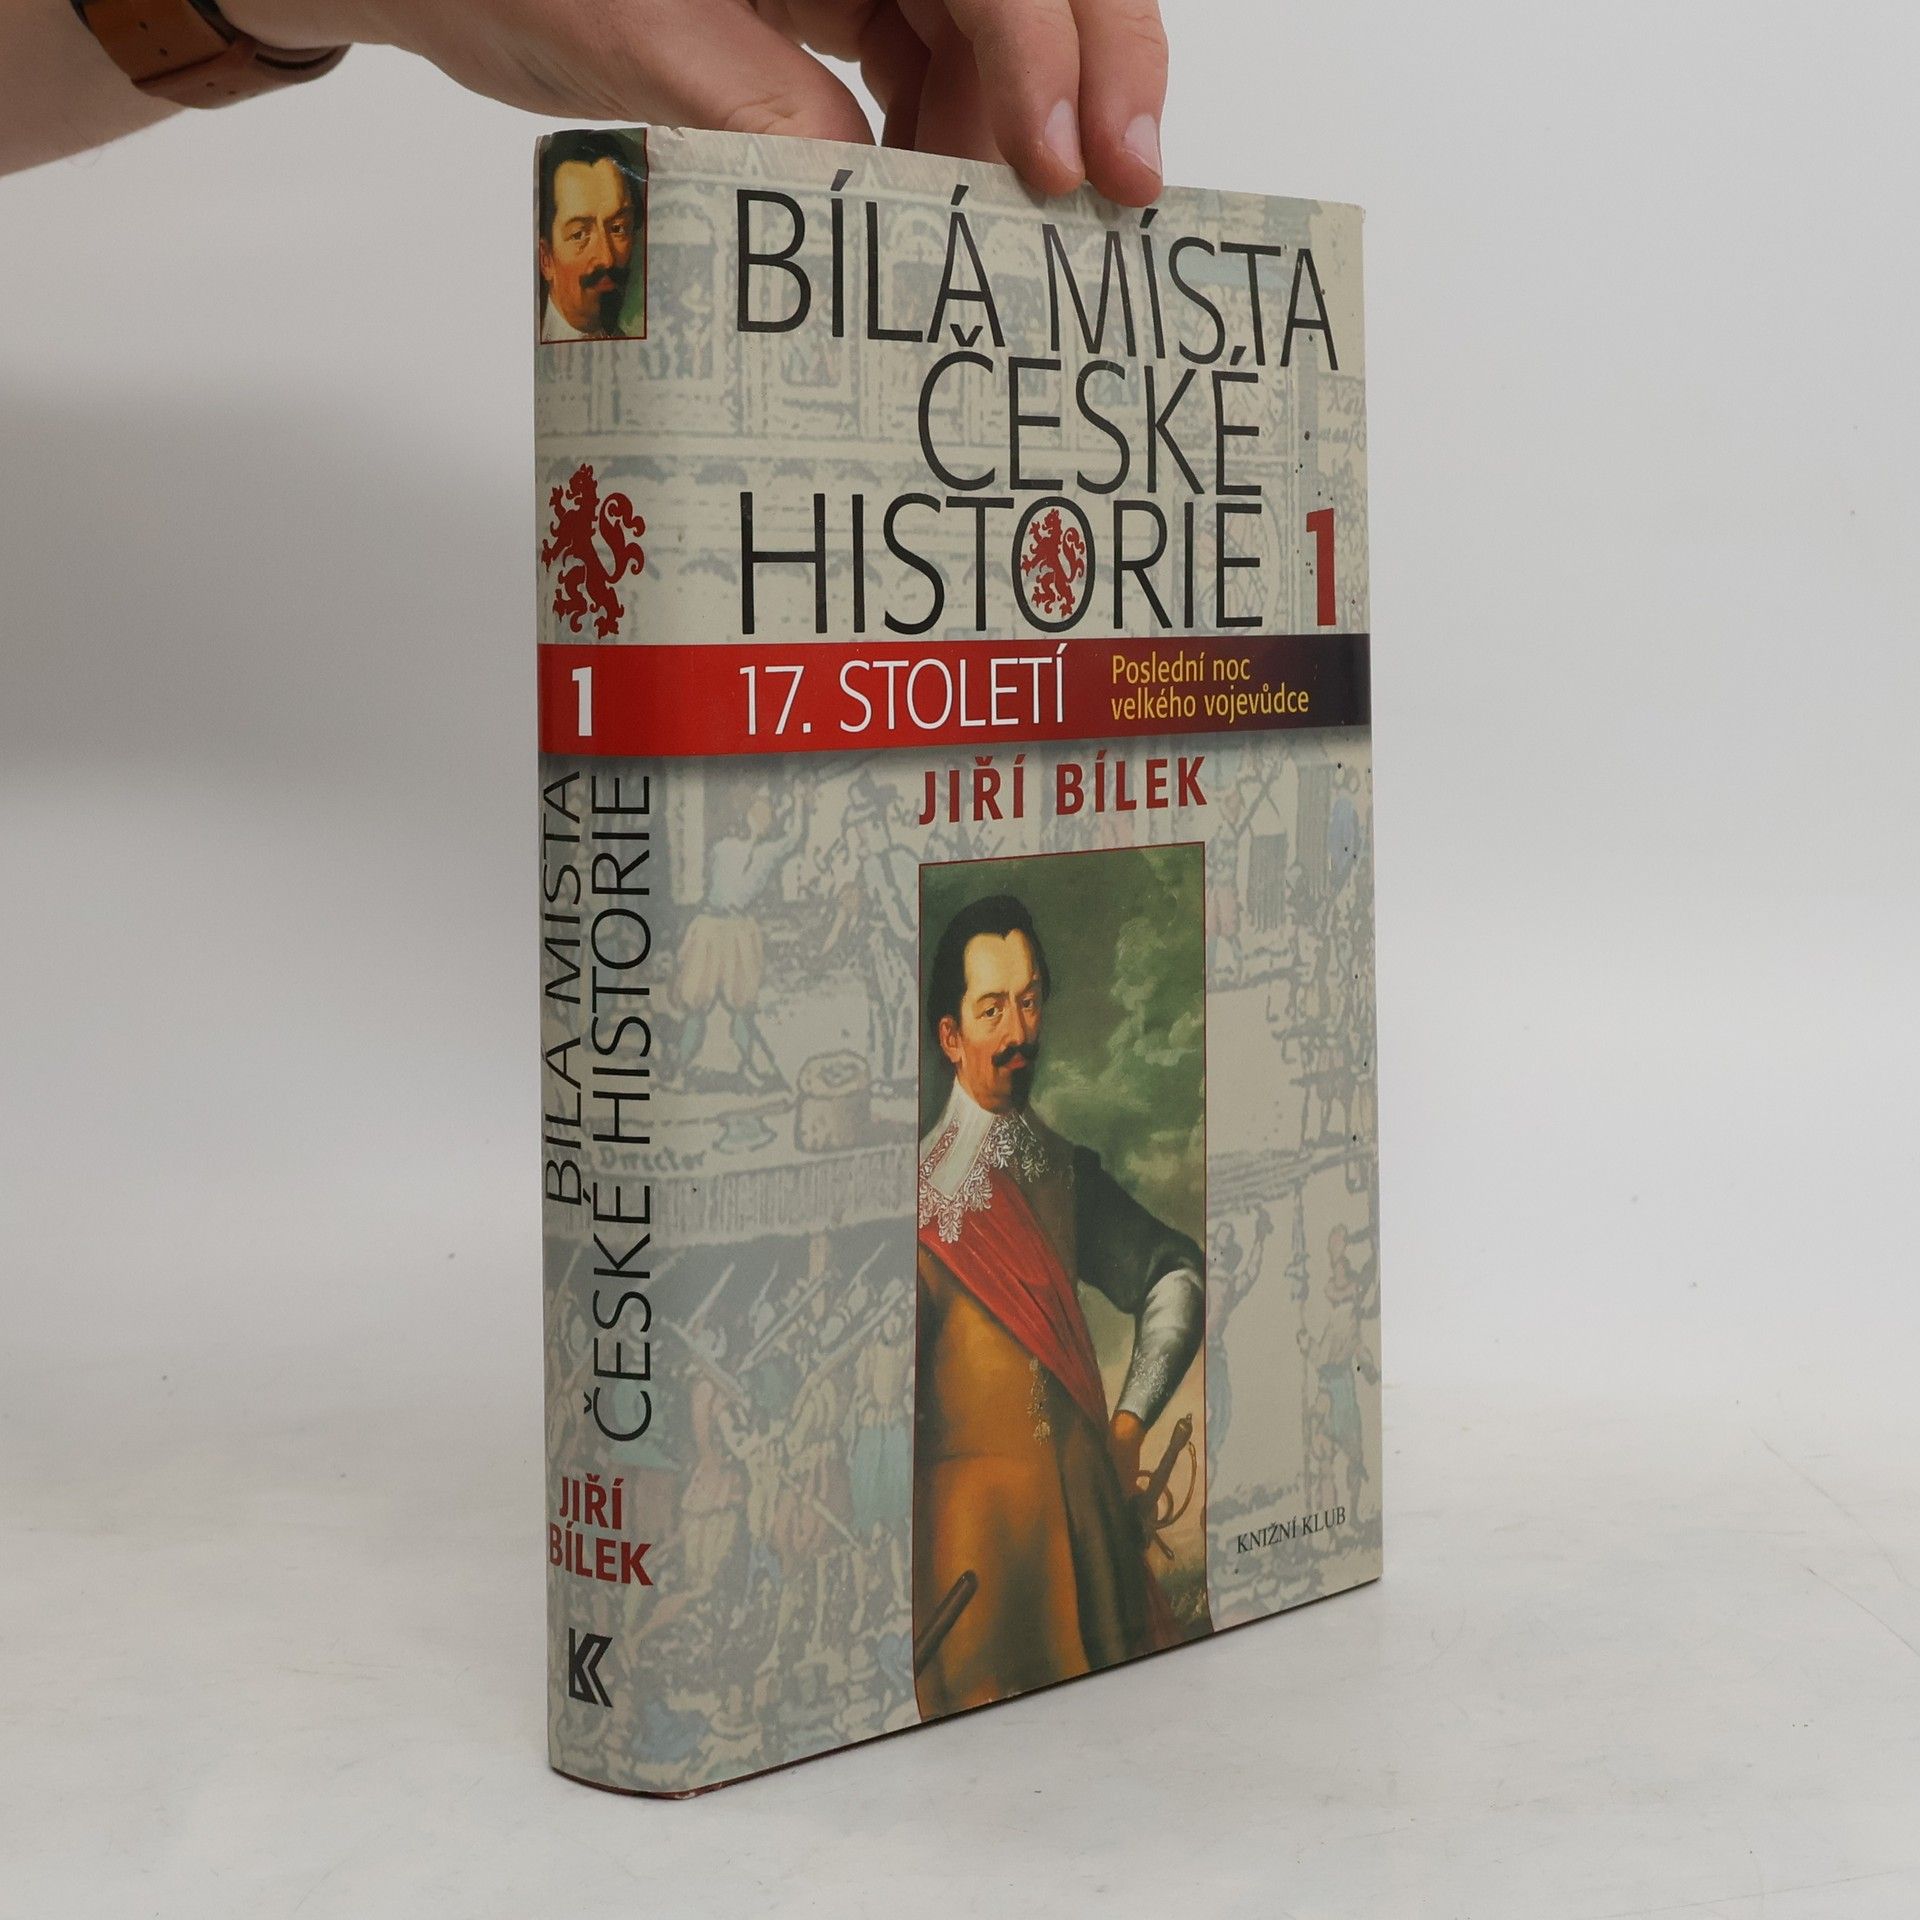 BÍLÁ MÍSTA
ČESKÉ
HISTORIE 1
17. STOLETÍ
Poslední noc
velkého vojevůdce
JIŘÍ BÍLEK
KNIŽNÍ KLUB
1
BÍLÁ MÍSTA
ČESKÉ HISTORIE
JIŘÍ
BÍLEK
Director